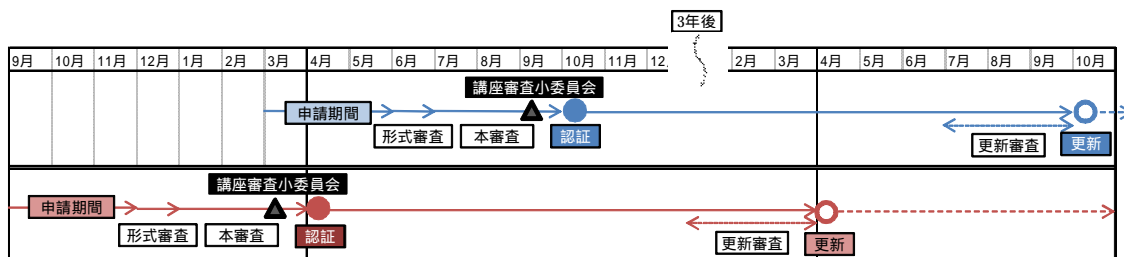 3年後
9月 10月 11月 12月 1月 2月 3月 4月 5月 6月 7月 8月 9月 10月 11月 12月 2月 3月 4月 5月 6月 7月 8月 9月 10月
講座審査小委員会
申請期間
形式審査 本審査 認証 更新審査 更新
講座審査小委員会
申請期間
形式審査 本審査 認証 更新審査 更新